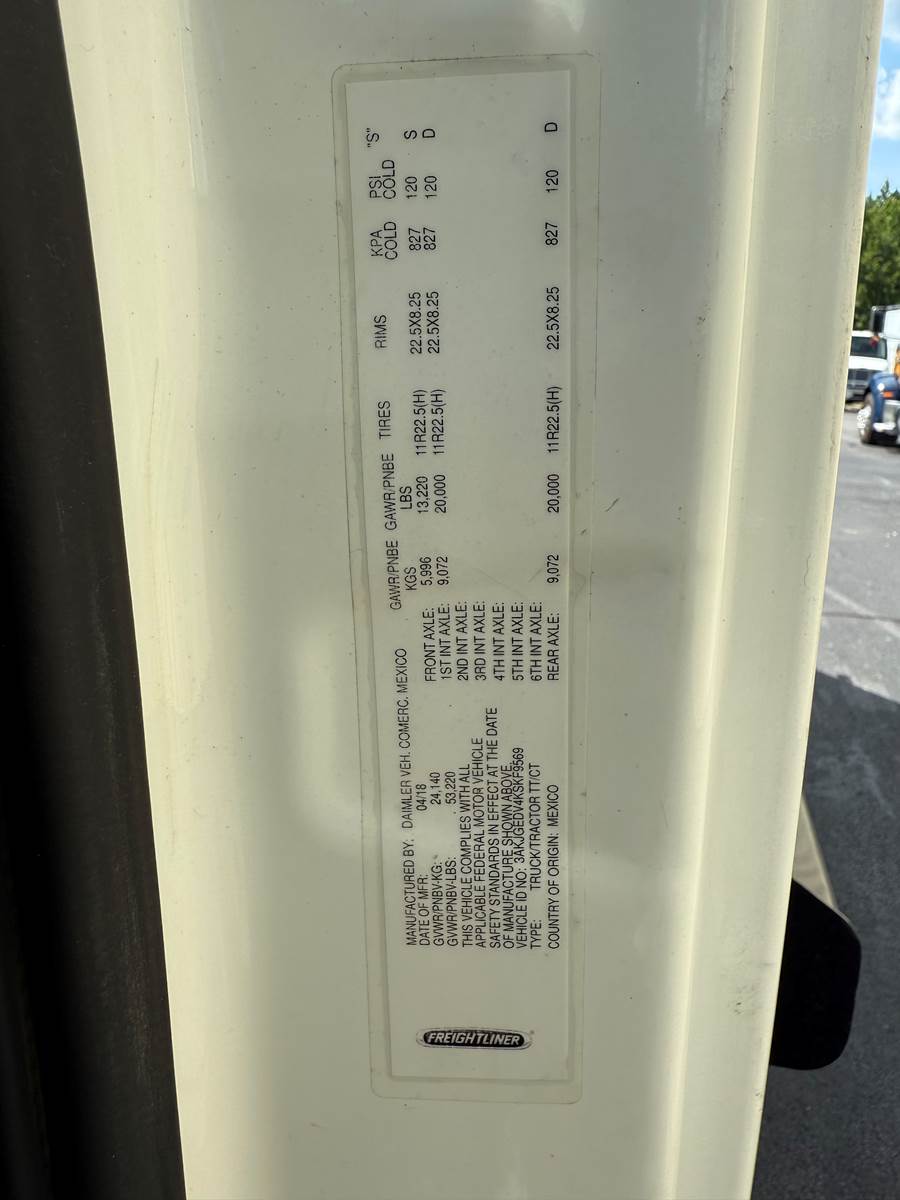 FREIGHTLINER
MANUFACTURED BY: DAIMLER VEH. COMERC. MEXICO
DATE OF MFR: 04/18
GVWR/PNBV-KG: 24,140
GVWR/PNBV-LBS: 53,220
THIS VEHICLE COMPLIES WITH ALL
APPLICABLE FEDERAL MOTOR VEHICLE
SAFETY STANDARDS IN EFFECT AT THE DATE
OF MANUFACTURE SHOWN ABOVE.
VEHICLE ID NO: 3AKJGEDV4KSKF9569
TYPE: TRUCK/TRACTOR TT/CT
COUNTRY OF ORIGIN: MEXICO
GAWR/PNBE GAWR/PNBE TIRES RIMS KPA PSI "S"
KGS LBS COLD COLD
FRONT AXLE: 5,996 13,220 11R22.5(H) 22.5X8.25 827 120 S
1ST INT AXLE: 9,072 20,000 11R22.5(H) 22.5X8.25 827 120 D
2ND INT AXLE:
3RD INT AXLE:
4TH INT AXLE:
5TH INT AXLE:
6TH INT AXLE:
REAR AXLE: 9,072 20,000 11R22.5(H) 22.5X8.25 827 120 D